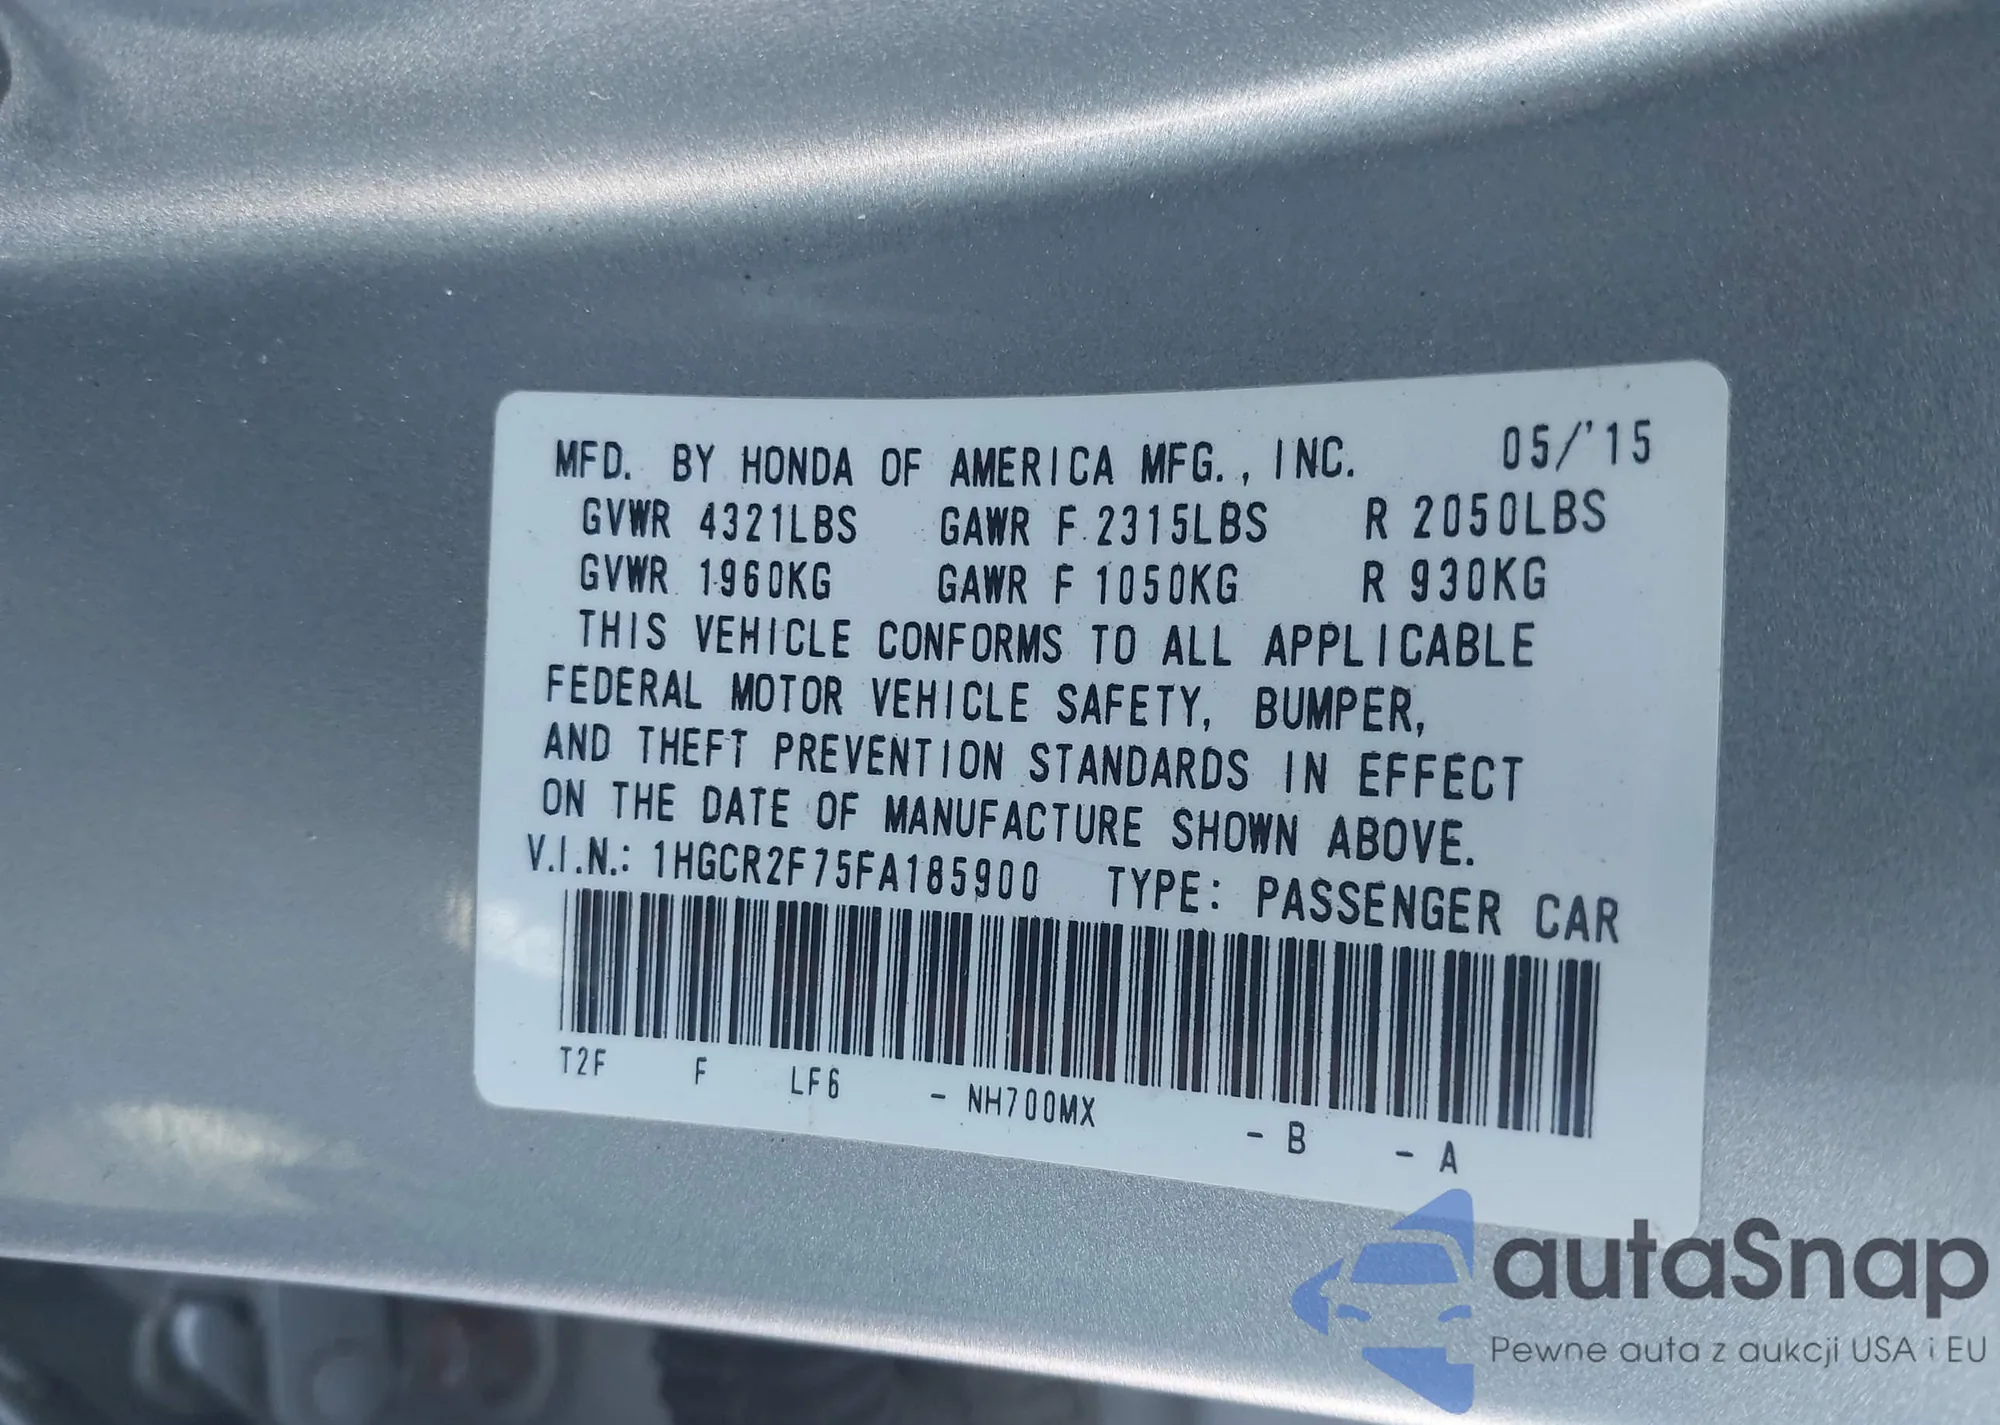 MFD. BY HONDA OF AMERICA MFG., INC. 05/'15
GVWR 4321LBS GAWR F 2315LBS R 2050LBS
GVWR 1960KG GAWR F 1050KG R 930KG
THIS VEHICLE CONFORMS TO ALL APPLICABLE
FEDERAL MOTOR VEHICLE SAFETY, BUMPER,
AND THEFT PREVENTION STANDARDS IN EFFECT
ON THE DATE OF MANUFACTURE SHOWN ABOVE.
V.I.N.: 1HGCR2F75FA185900 TYPE: PASSENGER CAR
T2F F LF6 - NH700MX - B - A
autaSnap
Pewne auta z aukcji USA i EU